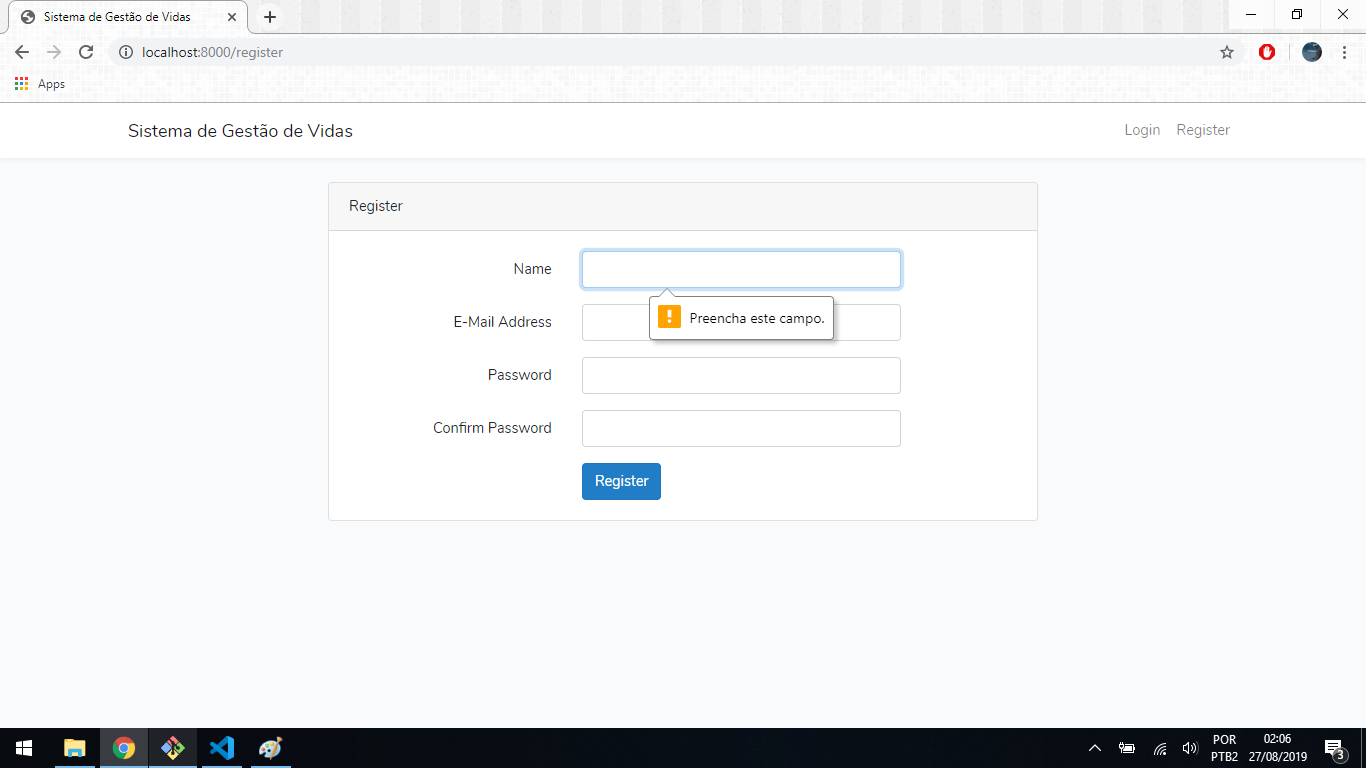 Sistema de Gestão de Vidas
localhost:8000/register
Apps
Sistema de Gestão de Vidas
Login
Register
Register
Name
Preencha este campo.
E-Mail Address
Password
Confirm Password
Register
POR
PTB2
02:06
27/08/2019
3